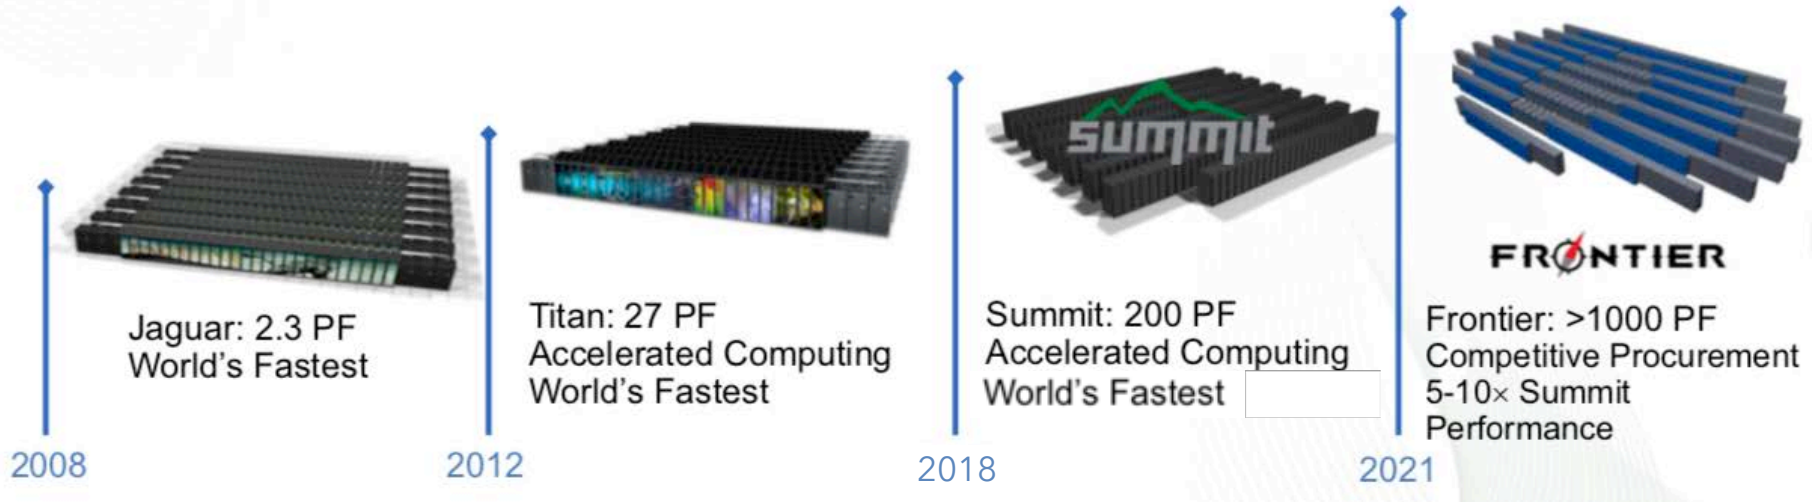 summit
FRONTIER
Jaguar: 2.3 PF
World's Fastest
Titan: 27 PF
Accelerated Computing
World's Fastest
Summit: 200 PF
Accelerated Computing
World's Fastest
Frontier: >1000 PF
Competitive Procurement
5-10× Summit
Performance
2008
2012
2018
2021